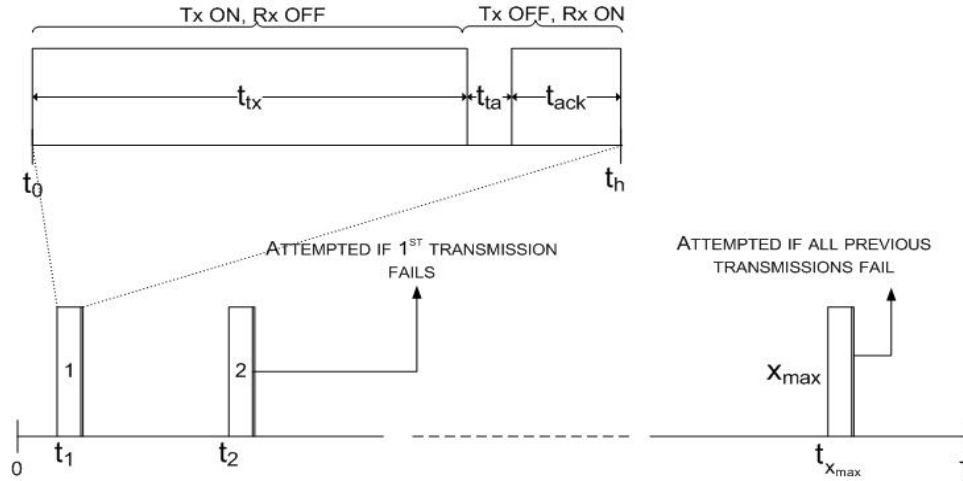 Tx ON, Rx OFF
Tx OFF, Rx ON
t_tx
t_ta
t_ack
t_0
t_h
ATTEMPTED IF 1ST TRANSMISSION
FAILS
ATTEMPTED IF ALL PREVIOUS
TRANSMISSIONS FAIL
1
2
x_max
0
t_1
t_2
t_x_max